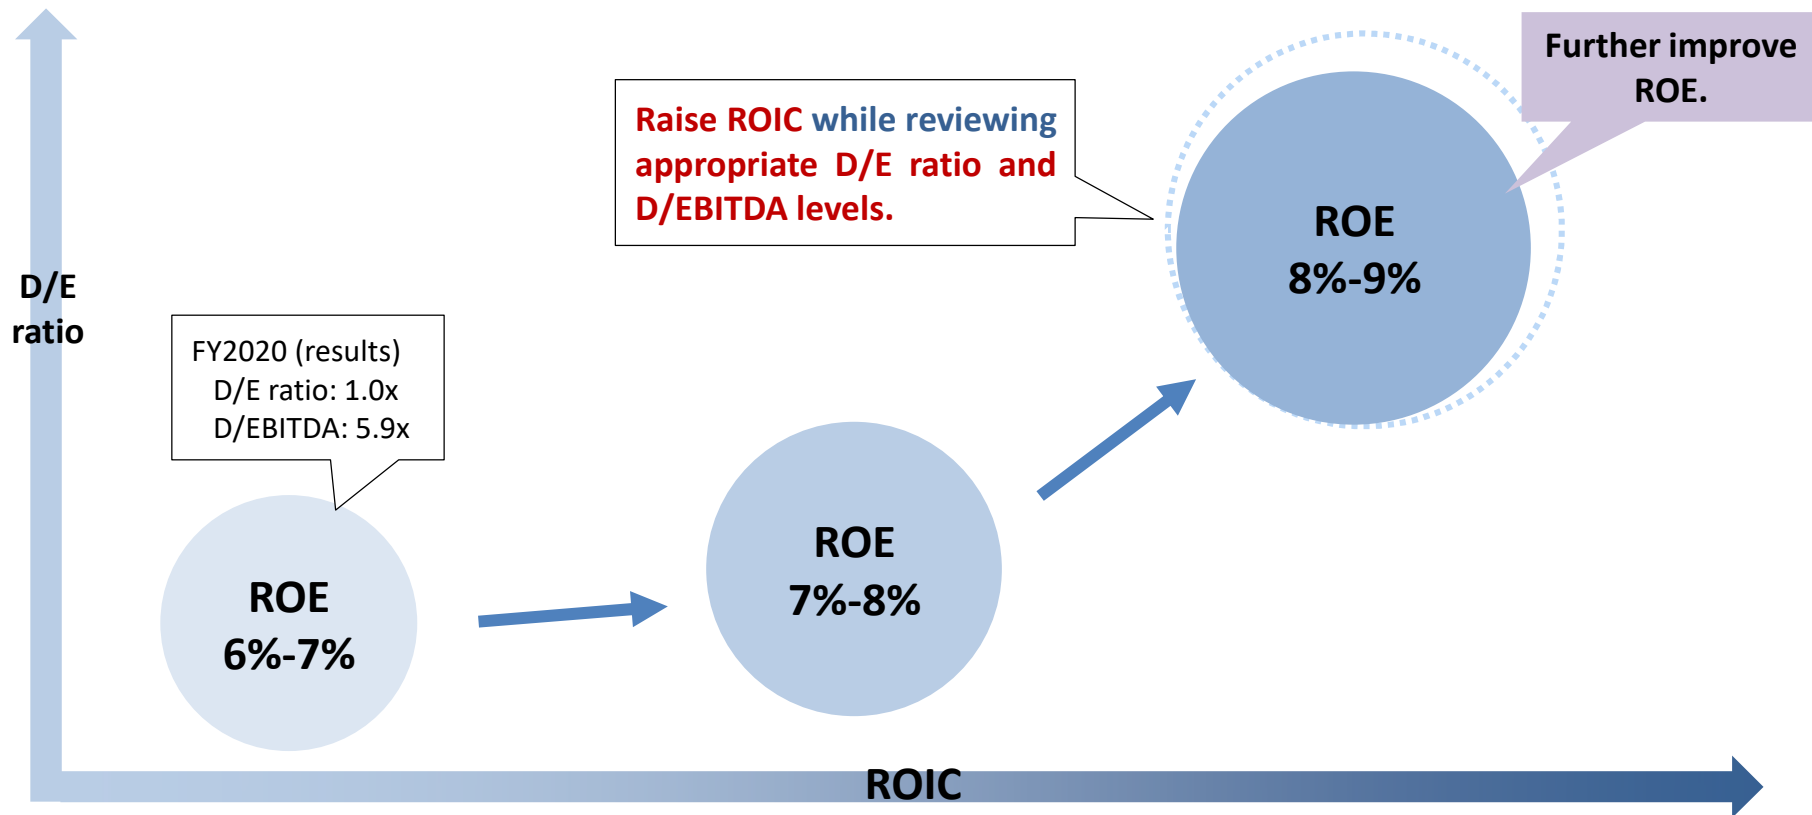 Further improve
ROE.
Raise ROIC while reviewing
appropriate D/E ratio and
D/EBITDA levels.
ROE
8%-9%
D/E
ratio
FY2020 (results)
D/E ratio: 1.0x
D/EBITDA: 5.9x
ROE
7%-8%
ROE
6%-7%
ROIC